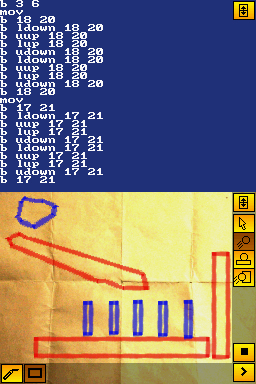 b 3 6
mov
b 18 20
b ldown 18 20
b uup 18 20
b lup 18 20
b udown 18 20
b ldown 18 20
b uup 18 20
b lup 18 20
b udown 18 20
b 18 20
mov
b 17 21
b ldown 17 21
b uup 17 21
b lup 17 21
b udown 17 21
b ldown 17 21
b uup 17 21
b lup 17 21
b udown 17 21
b 17 21